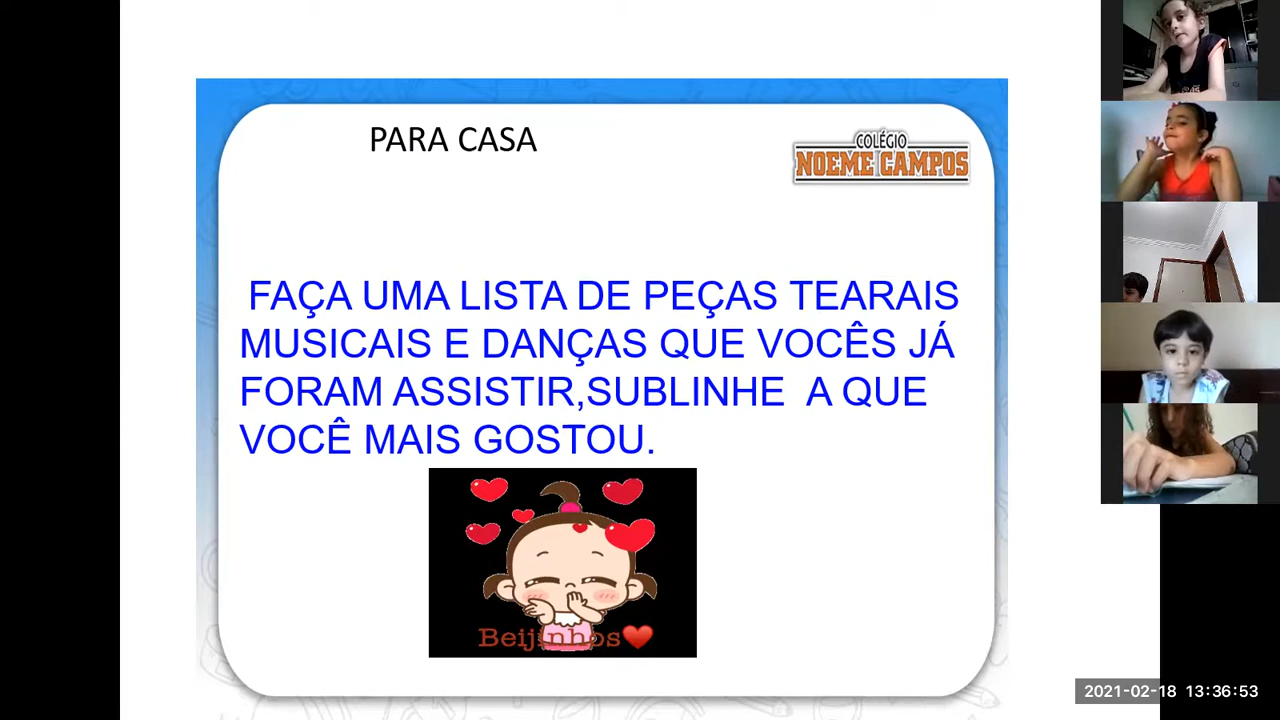 PARA CASA
COLÉGIO
NOEME CAMPOS
FAÇA UMA LISTA DE PEÇAS TEARAIS
MUSICAIS E DANÇAS QUE VOCÊS JÁ
FORAM ASSISTIR,SUBLINHE A QUE
VOCÊ MAIS GOSTOU.
Beijinhos
2021-02-18 13:36:53